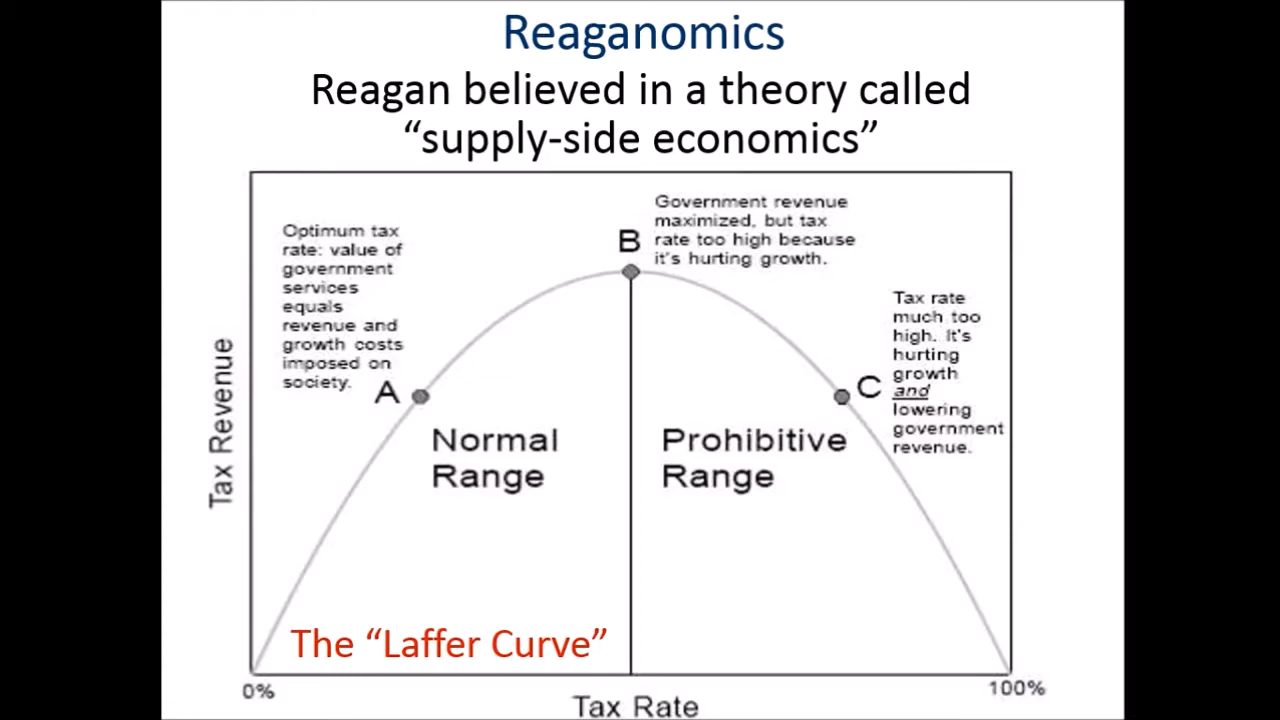 Reaganomics
Reagan believed in a theory called
“supply-side economics”
Optimum tax
rate: value of
government
services
equals
revenue and
growth costs
imposed on
society.
A
B
Government revenue
maximized, but tax
rate too high because
it's hurting growth.
Tax rate
much too
high. It's
hurting
growth
and
lowering
government
revenue.
C
Normal
Range
Prohibitive
Range
Tax Revenue
The “Laffer Curve”
0%
100%
Tax Rate